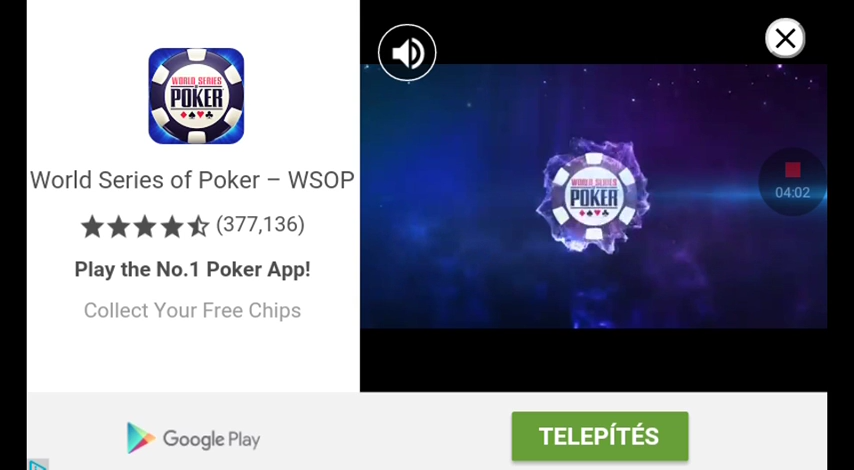 WORLD SERIES
OF
POKER
World Series of Poker – WSOP
(377,136)
Play the No.1 Poker App!
Collect Your Free Chips
WORLD SERIES
POKER
04:02
Google Play
TELEPÍTÉS